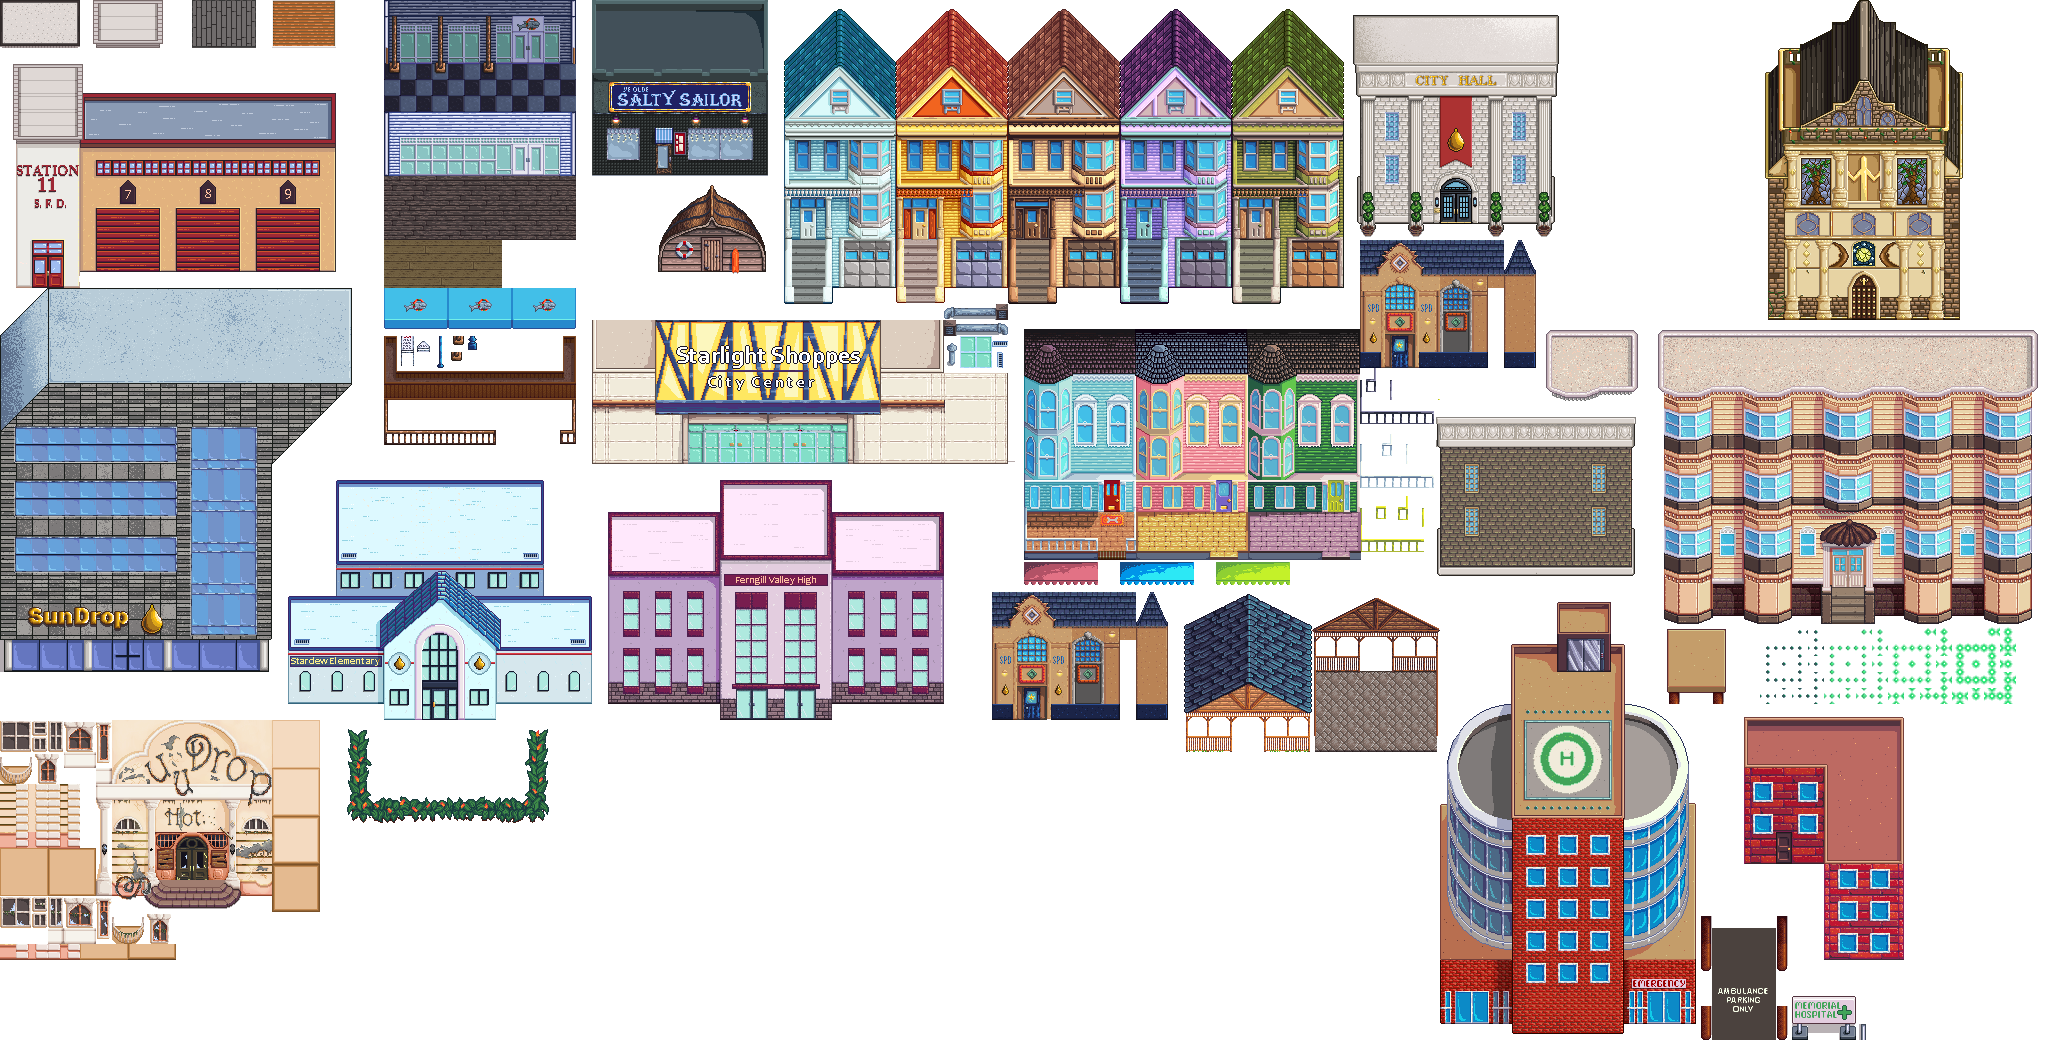 STATION
11
S. F. D.
7
8
9
YE OLDE
SALTY SAILOR
CITY HALL
SPD
SPD
Starlight Shoppes
City Center
SunDrop
Stardew Elementary
Ferngill Valley High
SPD
SPD
H
EMERGENCY
AMBULANCE
PARKING
ONLY
MEMORIAL
HOSPITAL
uyDrop
Hot